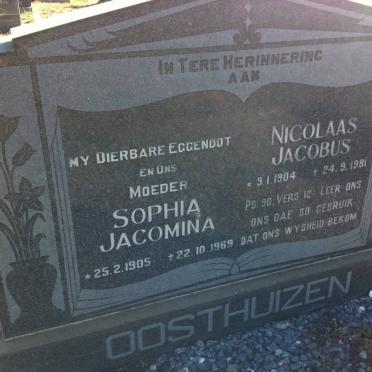 In Tere Herinnering
Aan
My Dierbare Eggenoot
en Ons
Moeder
Sophia
Jacomina
* 25.2.1905 † 22.10.1969
Nicolaas
Jacobus
* 9.1.1904 † 24.9.1981
Ps. 90, Vers 12. Leer ons
ons dae so gebruik
dat ons wysheid bekom
Oosthuizen